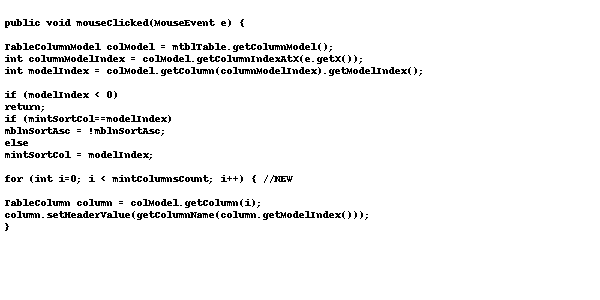 public void mouseClicked(MouseEvent e) {
TableColumnModel colModel = mtblTable.getColumnModel();
int columnModelIndex = colModel.getColumnIndexAtX(e.getX());
int modelIndex = colModel.getColumn(columnModelIndex).getModelIndex();
if (modelIndex < 0)
return;
if (mintSortCol==modelIndex)
mblnSortAsc = !mblnSortAsc;
else
mintSortCol = modelIndex;
for (int i=0; i < mintColumnsCount; i++) { //NEW
TableColumn column = colModel.getColumn(i);
column.setHeaderValue(getColumnName(column.getModelIndex()));
}